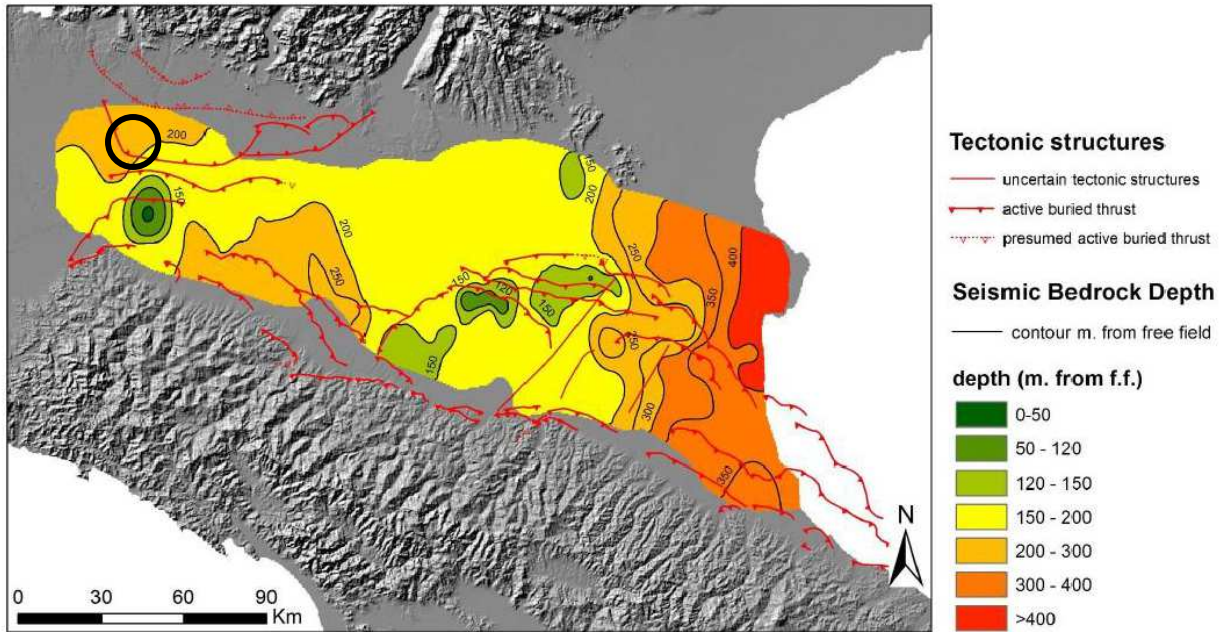 200
150
150
200
200
250
250
400
350
150
120
150
250
150
300
350
N
0 30 60 90
Km
Tectonic structures
uncertain tectonic structures
active buried thrust
presumed active buried thrust
Seismic Bedrock Depth
contour m. from free field
depth (m. from f.f.)
0-50
50 - 120
120 - 150
150 - 200
200 - 300
300 - 400
>400